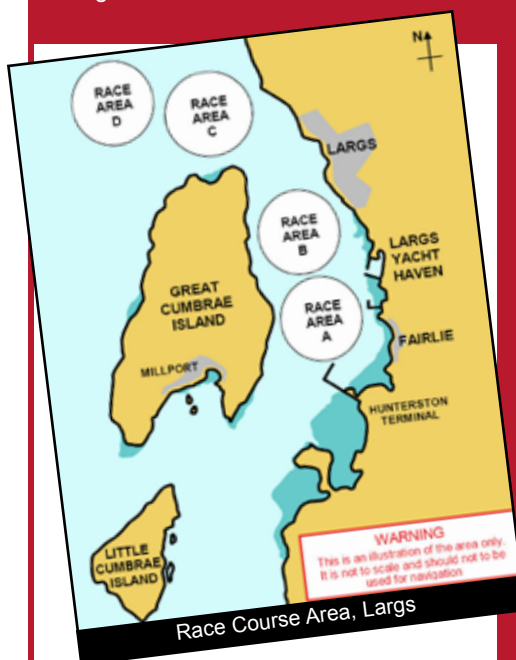 N
RACE
AREA
D
RACE
AREA
C
LARGS
RACE
AREA
B
LARGS
YACHT
HAVEN
GREAT
CUMBRAE
ISLAND
RACE
AREA
A
FAIRLIE
MILLPORT
HUNTERSTON
TERMINAL
WARNING
This is an illustration of the area only.
It is not to scale and should not to be
used for navigation
LITTLE
CUMBRAE
ISLAND
Race Course Area, Largs